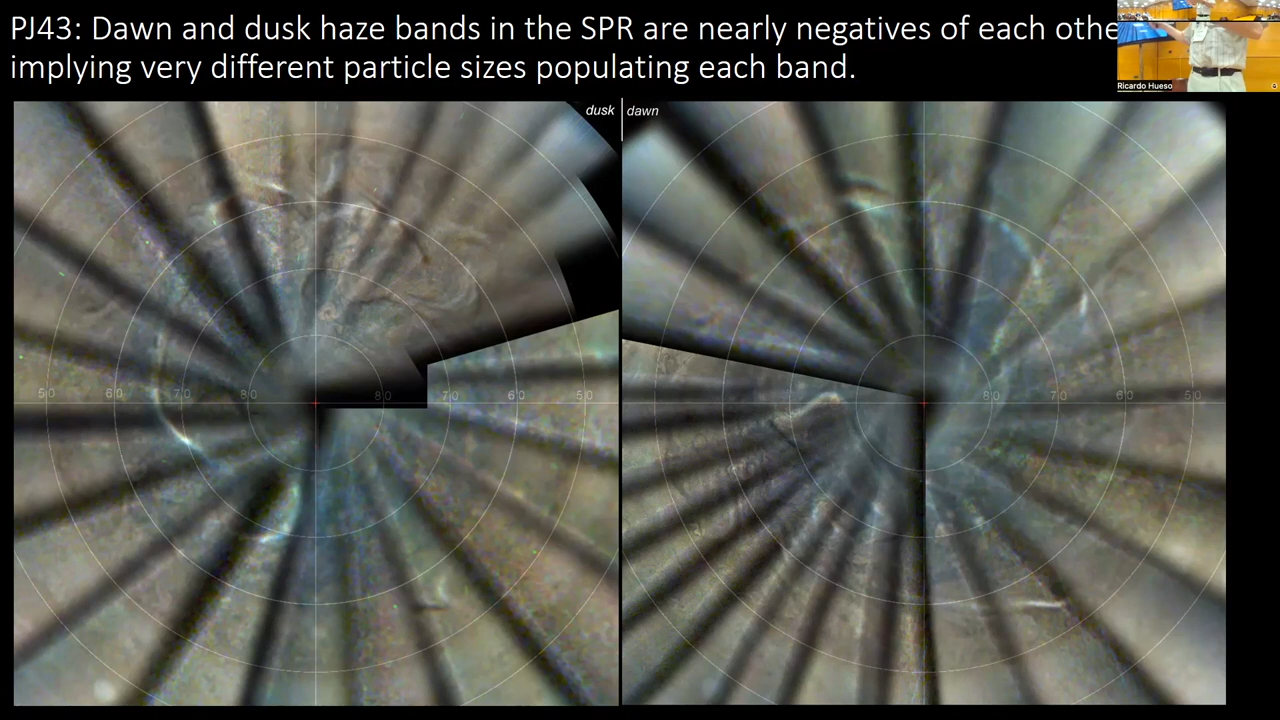 PJ43: Dawn and dusk haze bands in the SPR are nearly negatives of each othe
implying very different particle sizes populating each band.
Ricardo Hueso
dusk dawn
50 60 70 80 80 70 60 50 80 60 50